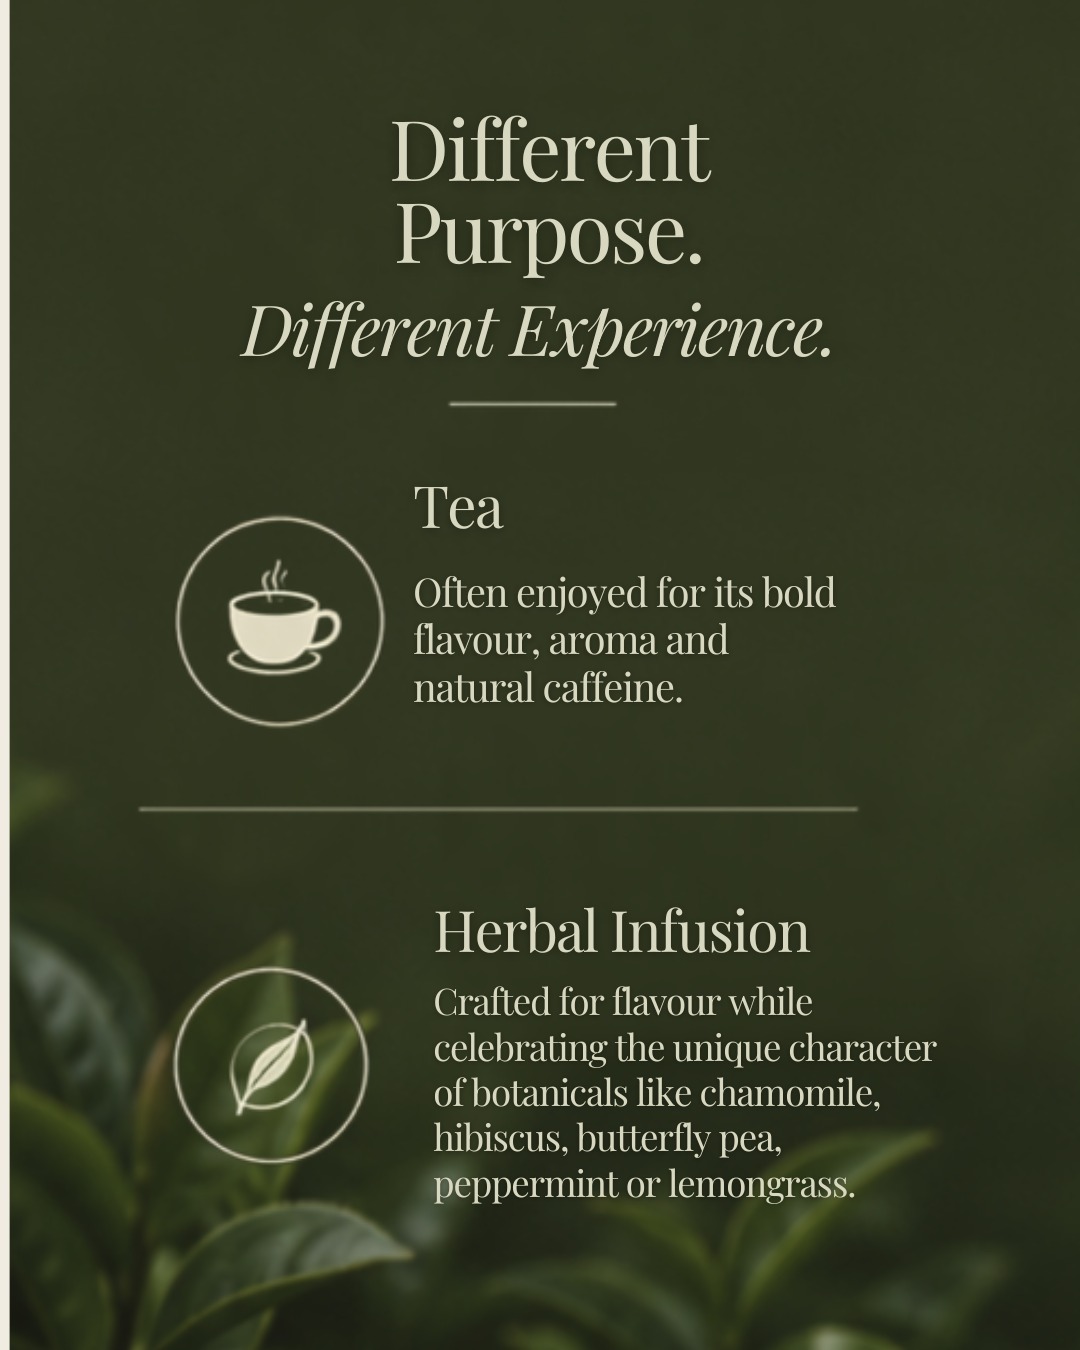 Different
Purpose.
Different Experience.
Tea
Often enjoyed for its bold
flavour, aroma and
natural caffeine.
Herbal Infusion
Crafted for flavour while
celebrating the unique character
of botanicals like chamomile,
hibiscus, butterfly pea,
peppermint or lemongrass.